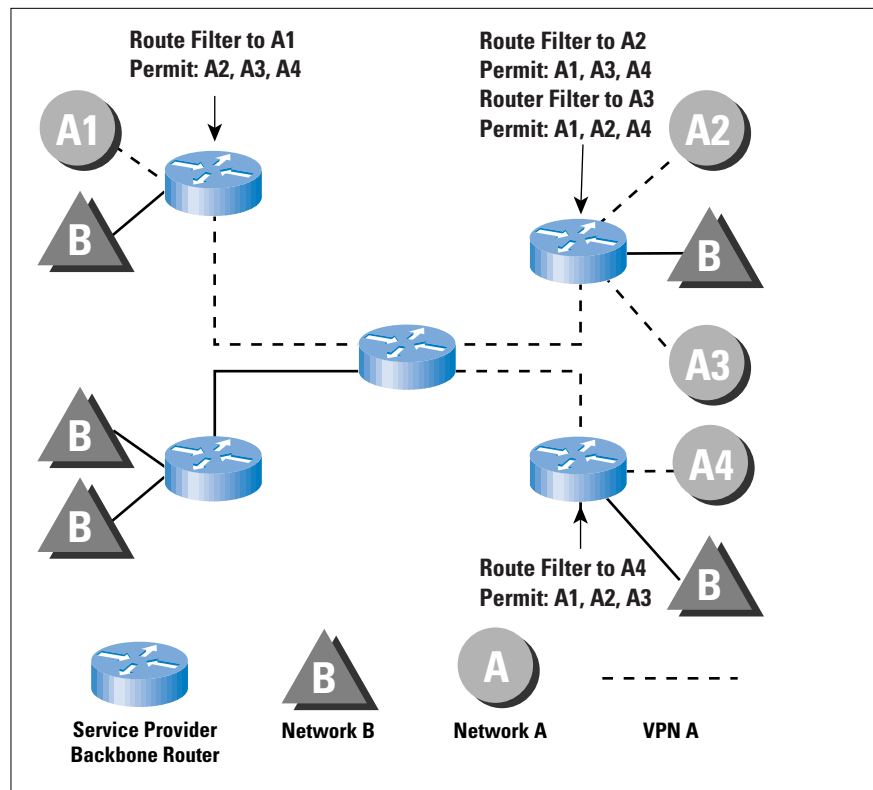 Route Filter to A1
Permit: A2, A3, A4
Route Filter to A2
Permit: A1, A3, A4
Router Filter to A3
Permit: A1, A2, A4
A1
A2
B
B
A3
B
A4
B
Route Filter to A4
Permit: A1, A2, A3
B
B
A
Service Provider
Backbone Router
Network B
Network A
VPN A